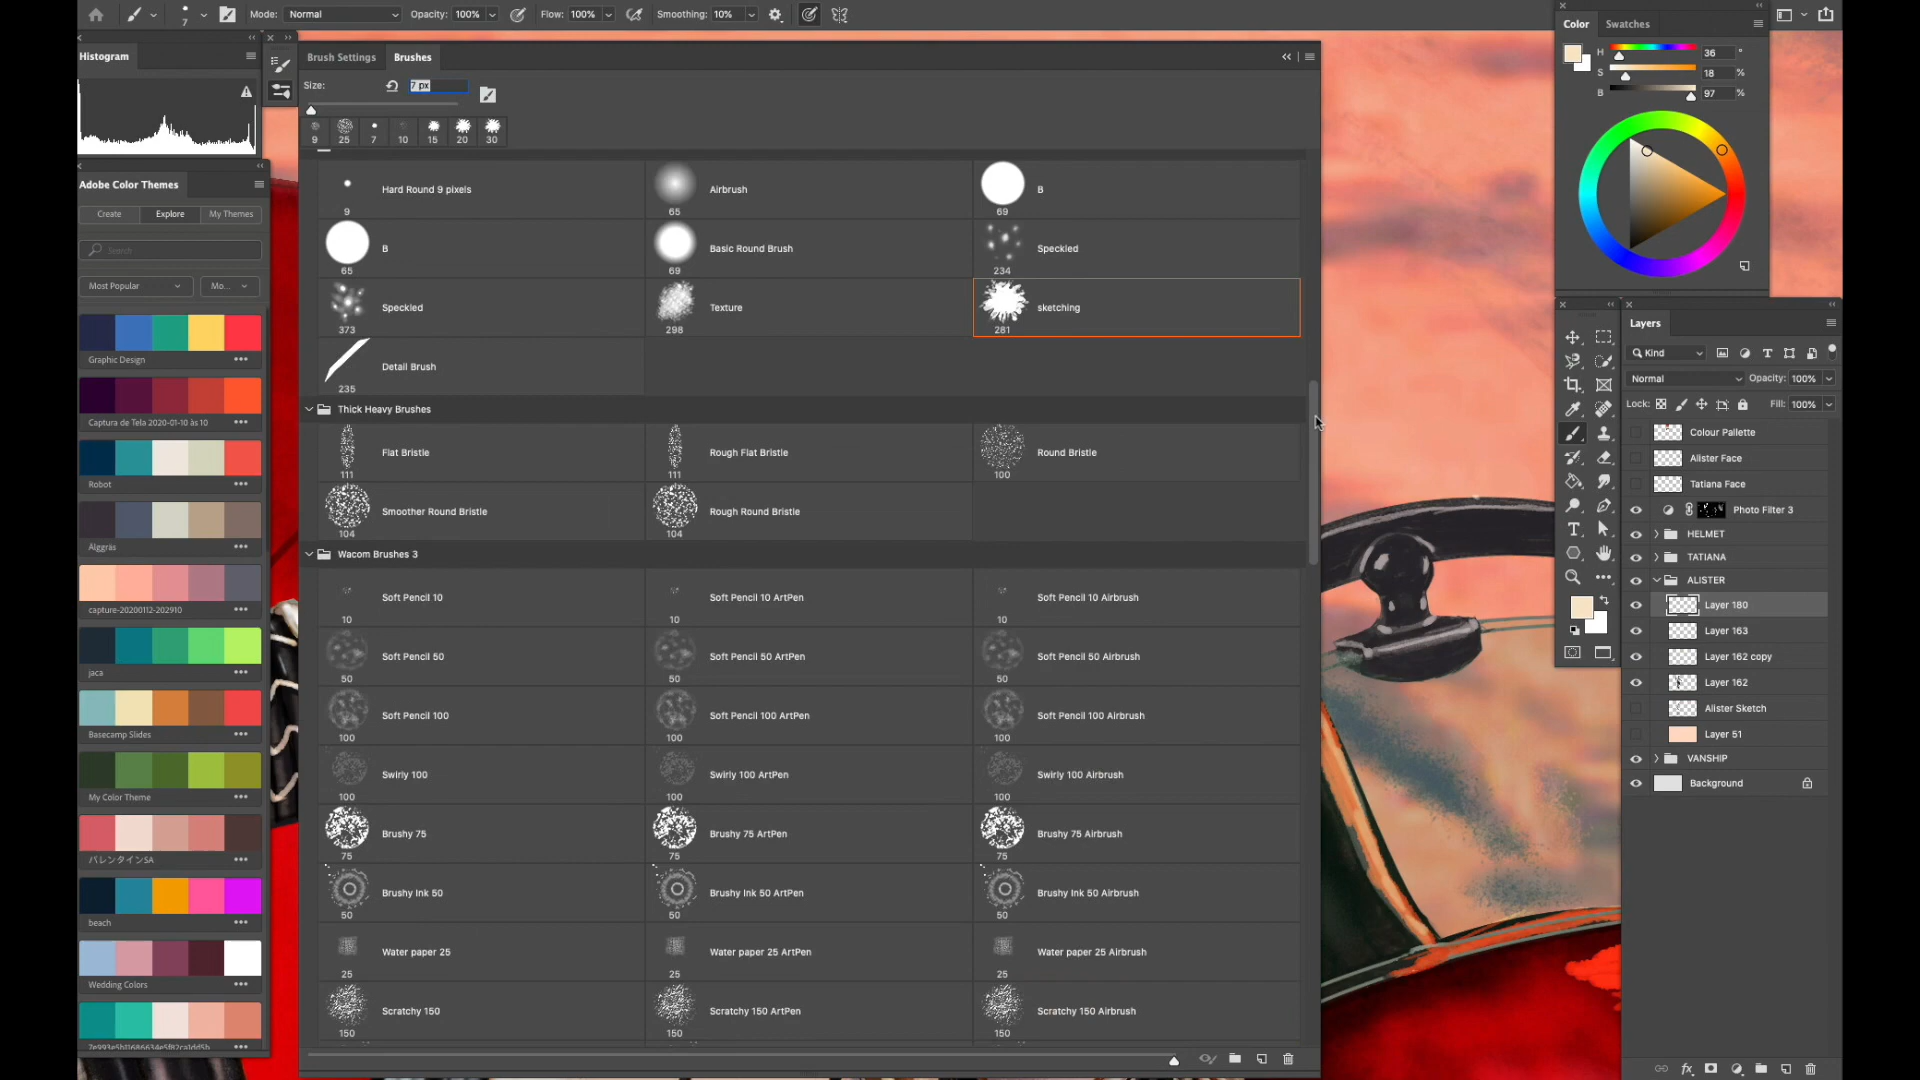 7
Mode: Normal
Opacity: 100%
Flow: 100%
Smoothing: 10%
Histogram
Adobe Color Themes
Create Explore My Themes
Search
Most Popular Mo...
Graphic Design
Captura de Tela 2020-01-10 às 10
Robot
Älggräs
capture-20200112-202910
jaca
Basecamp Slides
My Color Theme
バレンタインSA
beach
Wedding Colors
Brush Settings Brushes
Size: 7 px
9 25 7 10 15 20 30
Hard Round 9 pixels Airbrush B
9 65 69
B Basic Round Brush Speckled
65 69 234
Speckled Texture sketching
373 298 281
Detail Brush
235
Thick Heavy Brushes
Flat Bristle Rough Flat Bristle Round Bristle
111 111 100
Smoother Round Bristle Rough Round Bristle
104 104
Wacom Brushes 3
Soft Pencil 10 Soft Pencil 10 ArtPen Soft Pencil 10 Airbrush
10 10 10
Soft Pencil 50 Soft Pencil 50 ArtPen Soft Pencil 50 Airbrush
50 50 50
Soft Pencil 100 Soft Pencil 100 ArtPen Soft Pencil 100 Airbrush
100 100 100
Swirly 100 Swirly 100 ArtPen Swirly 100 Airbrush
100 100 100
Brushy 75 Brushy 75 ArtPen Brushy 75 Airbrush
75 75 75
Brushy Ink 50 Brushy Ink 50 ArtPen Brushy Ink 50 Airbrush
50 50 50
Water paper 25 Water paper 25 ArtPen Water paper 25 Airbrush
25 25 25
Scratchy 150 Scratchy 150 ArtPen Scratchy 150 Airbrush
150 150 150
Color Swatches
H 36 °
S 18 %
B 97 %
Layers
Kind
Normal Opacity: 100%
Lock: Fill: 100%
Colour Pallette
Alister Face
Tatiana Face
Photo Filter 3
HELMET
TATIANA
ALISTER
Layer 180
Layer 163
Layer 162 copy
Layer 162
Alister Sketch
Layer 51
VANSHIP
Background